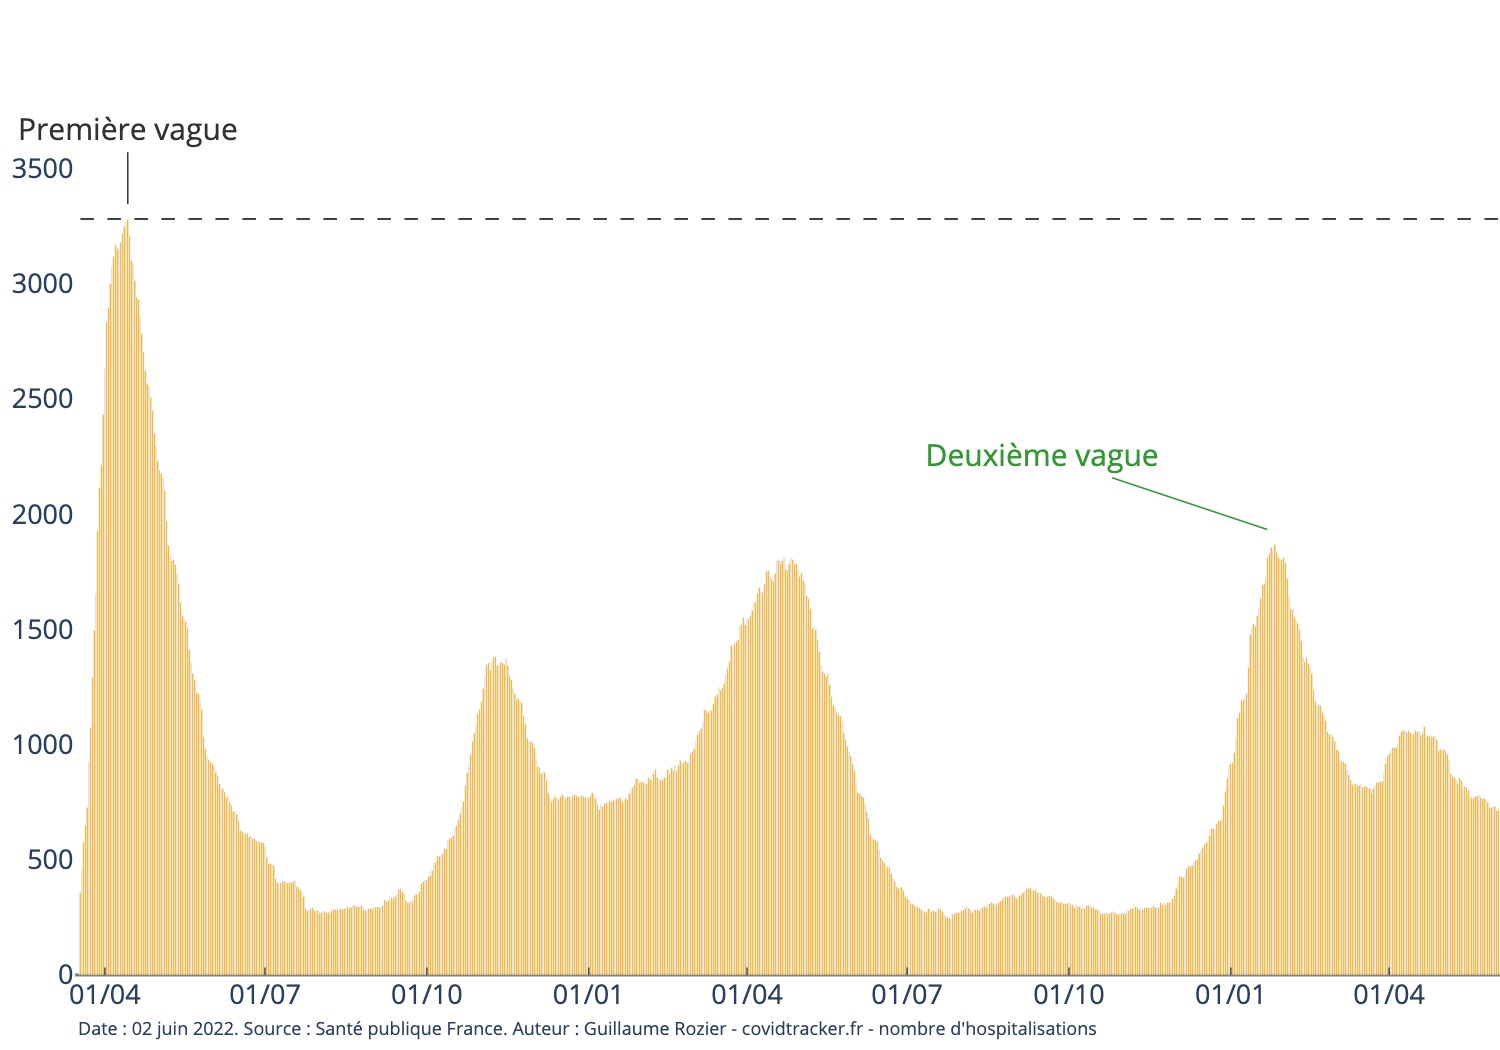 Première vague
3500
3000
2500
Deuxième vague
2000
1500
1000
500
0
01/04 01/07 01/10 01/01 01/04 01/07 01/10 01/01 01/04
Date : 02 juin 2022. Source : Santé publique France. Auteur : Guillaume Rozier - covidtracker.fr - nombre d'hospitalisations